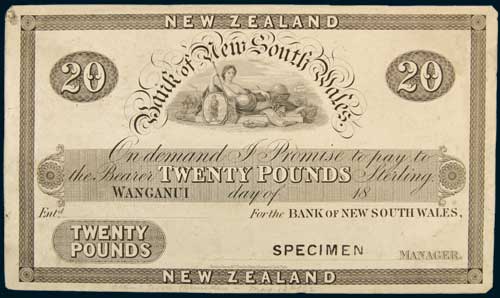 NEW ZEALAND
20
Bank of New South Wales.
20
On demand I Promise to pay to
the Bearer TWENTY POUNDS Sterling.
WANGANUI day of 18
Entd. For the BANK OF NEW SOUTH WALES,
TWENTY
POUNDS
SPECIMEN
MANAGER.
NEW ZEALAND